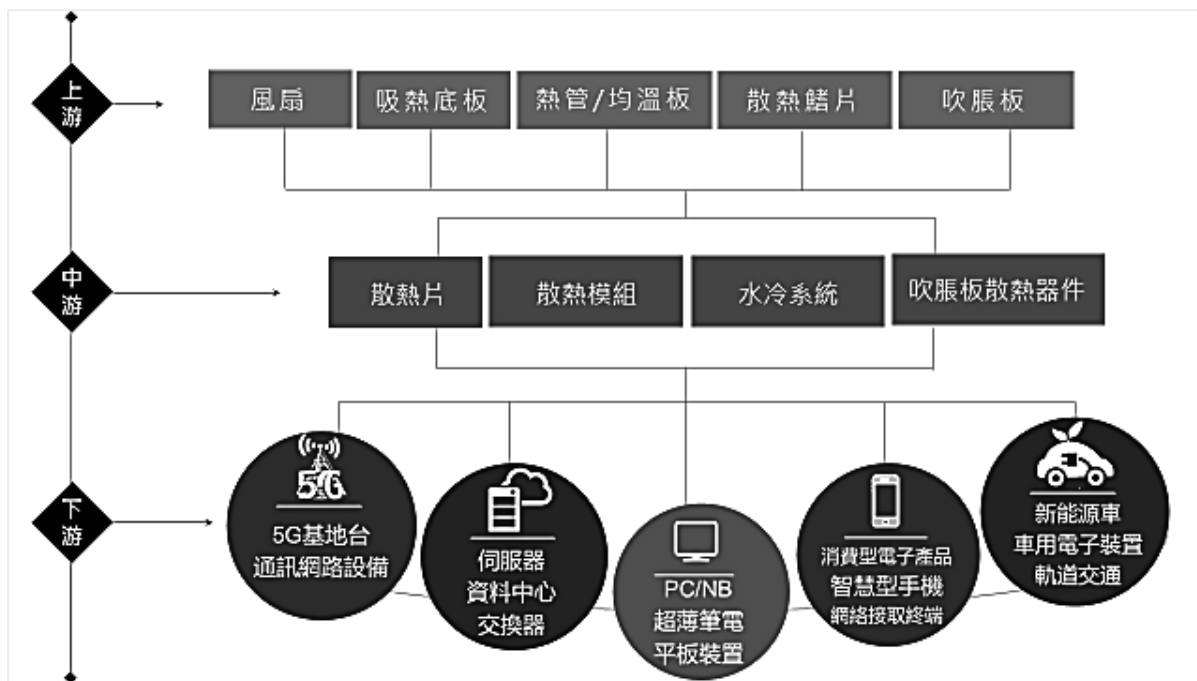 上游
風扇
吸熱底板
熱管/均溫板
散熱鰭片
吹脹板
中游
散熱片
散熱模組
水冷系統
吹脹板散熱器件
下游
5G
5G基地台
通訊網路設備
伺服器
資料中心
交換器
PC/NB
超薄筆電
平板裝置
消費型電子產品
智慧型手機
網絡接取終端
新能源車
車用電子裝置
軌道交通